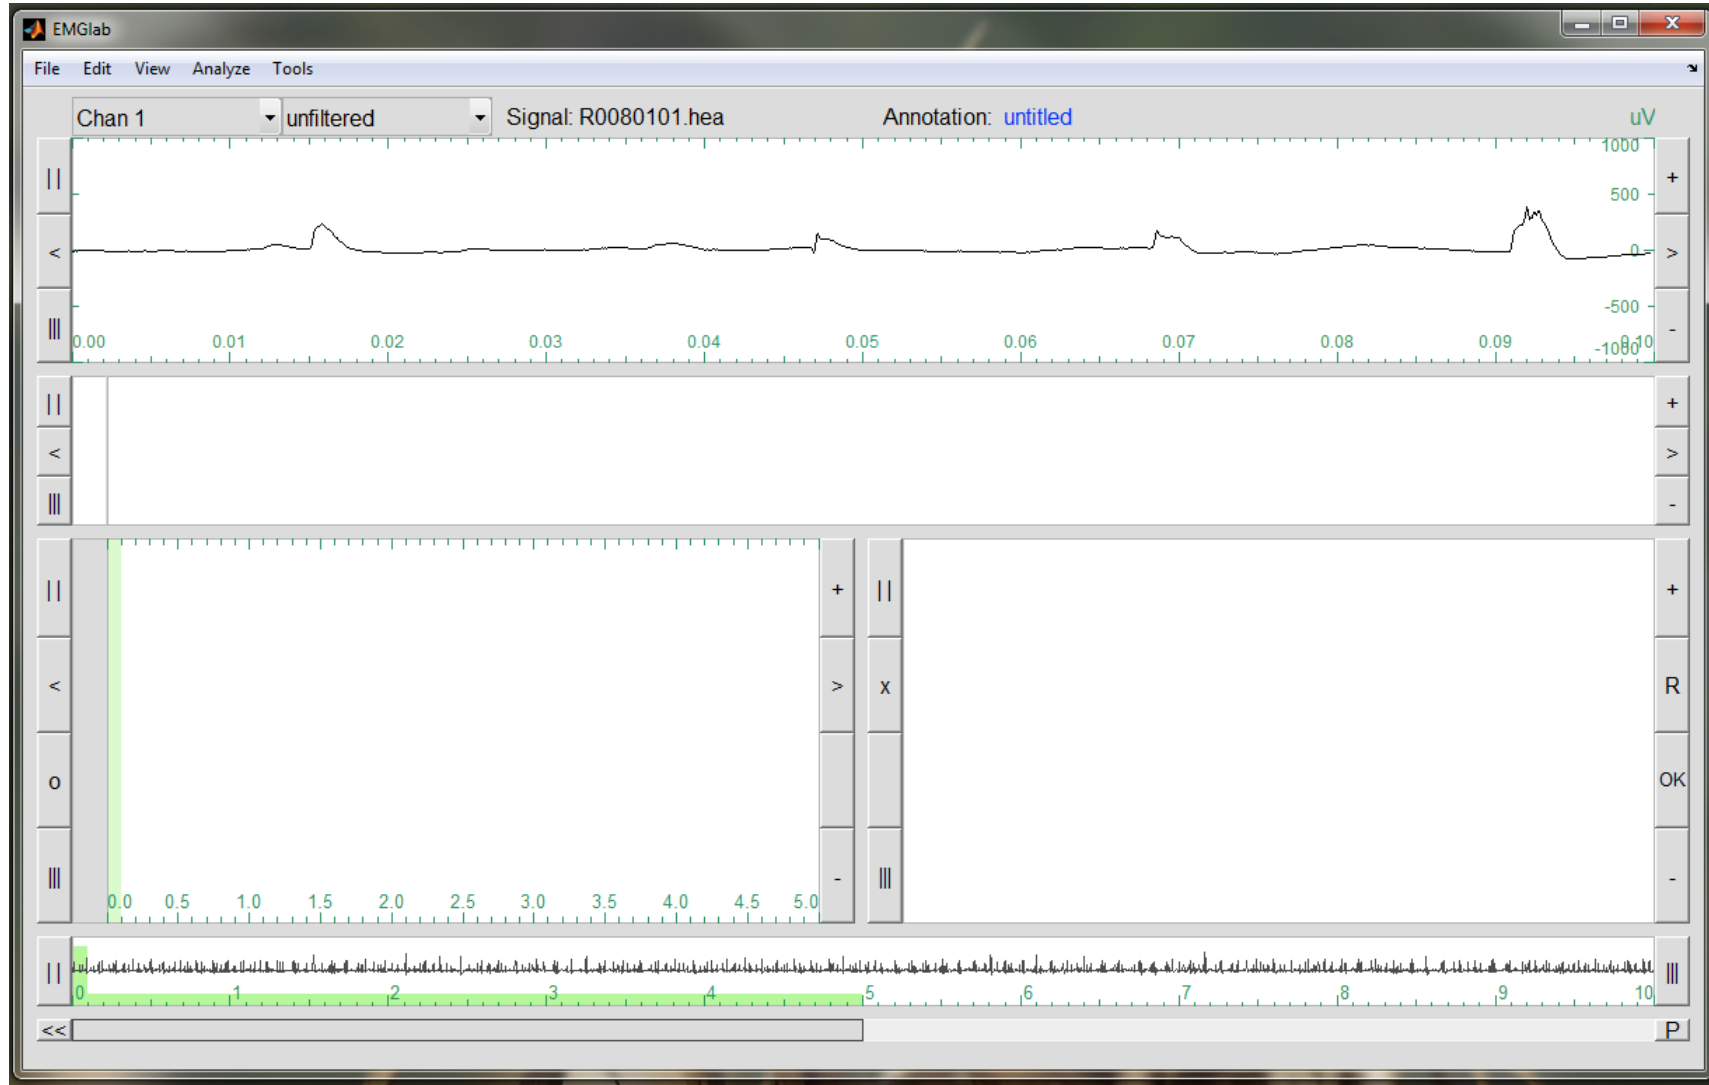 EMGlab
File Edit View Analyze Tools
Chan 1 unfiltered Signal: R0080101.hea Annotation: untitled uV
1000
| | +
500
< 0 >
-500
||| -
0.00 0.01 0.02 0.03 0.04 0.05 0.06 0.07 0.08 0.09 0.10
-1000
| | +
< >
||| -
| | + | | +
< > x R
o OK
||| - ||| -
0.0 0.5 1.0 1.5 2.0 2.5 3.0 3.5 4.0 4.5 5.0
| | |||
0 1 2 3 4 5 6 7 8 9 10
<< P